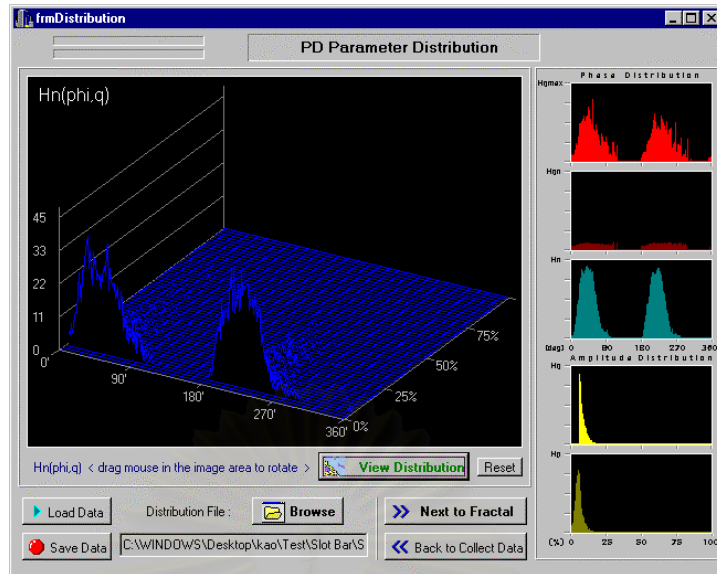 frmDistribution
PD Parameter Distribution
Hn(phi,q)
45
33
22
11
0
0'
90'
180'
270'
360'
0%
25%
50%
75%
Phase Distribution
Hqmax
Hqn
Hn
(deg) 0 90 180 270 360
Amplitude Distribution
Hq
Hp
(%) 0 25 50 75 100
Hn(phi,q) < drag mouse in the image area to rotate >
View Distribution
Reset
Load Data
Distribution File :
Browse
Next to Fractal
Save Data
C:\WINDOWS\Desktop\kao\Test\Slot Bar\S
Back to Collect Data